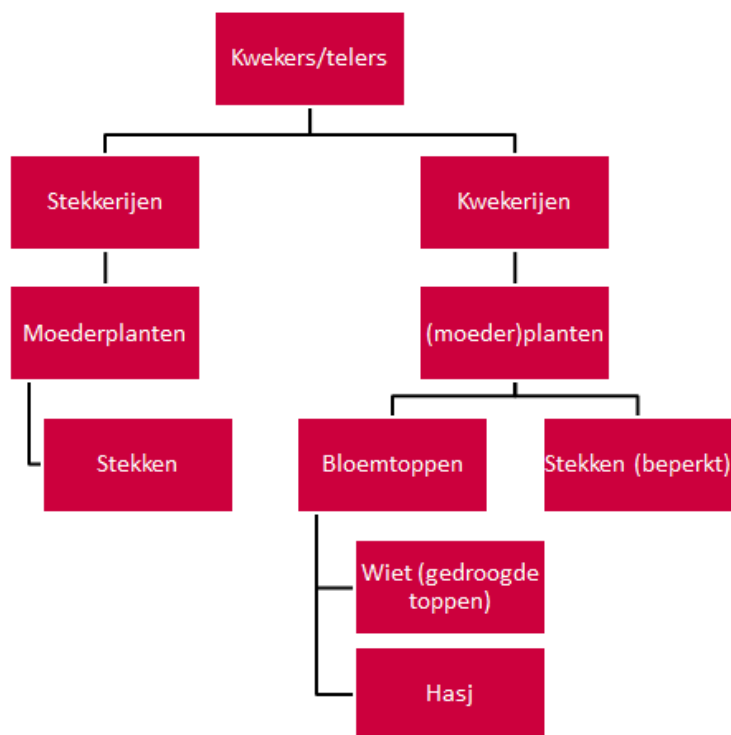 Kwekers/telers
Stekkerijen
Kwekerijen
Moederplanten
(moeder)planten
Stekken
Bloemtoppen
Stekken (beperkt)
Wiet (gedroogde
toppen)
Hasj